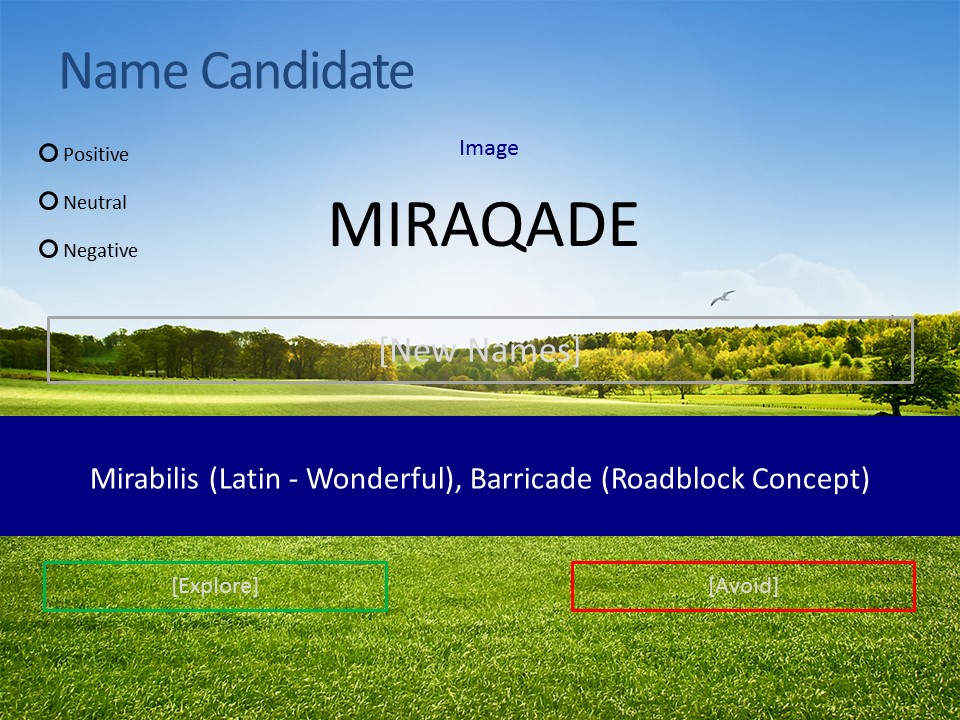 Name Candidate
Positive
Neutral
Negative
Image
MIRAQADE
[New Names]
Mirabilis (Latin - Wonderful), Barricade (Roadblock Concept)
[Explore]
[Avoid]